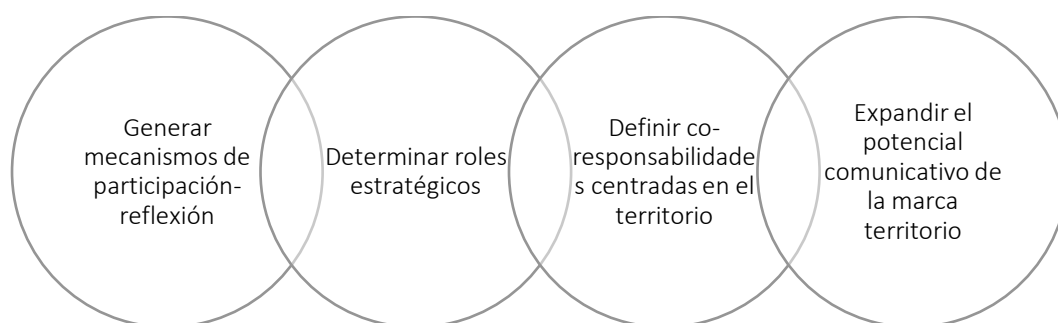 Generar
mecanismos de
participación-
reflexión
Determinar roles
estratégicos
Definir co-
responsabilidade
s centradas en el
territorio
Expandir el
potencial
comunicativo de
la marca
territorio